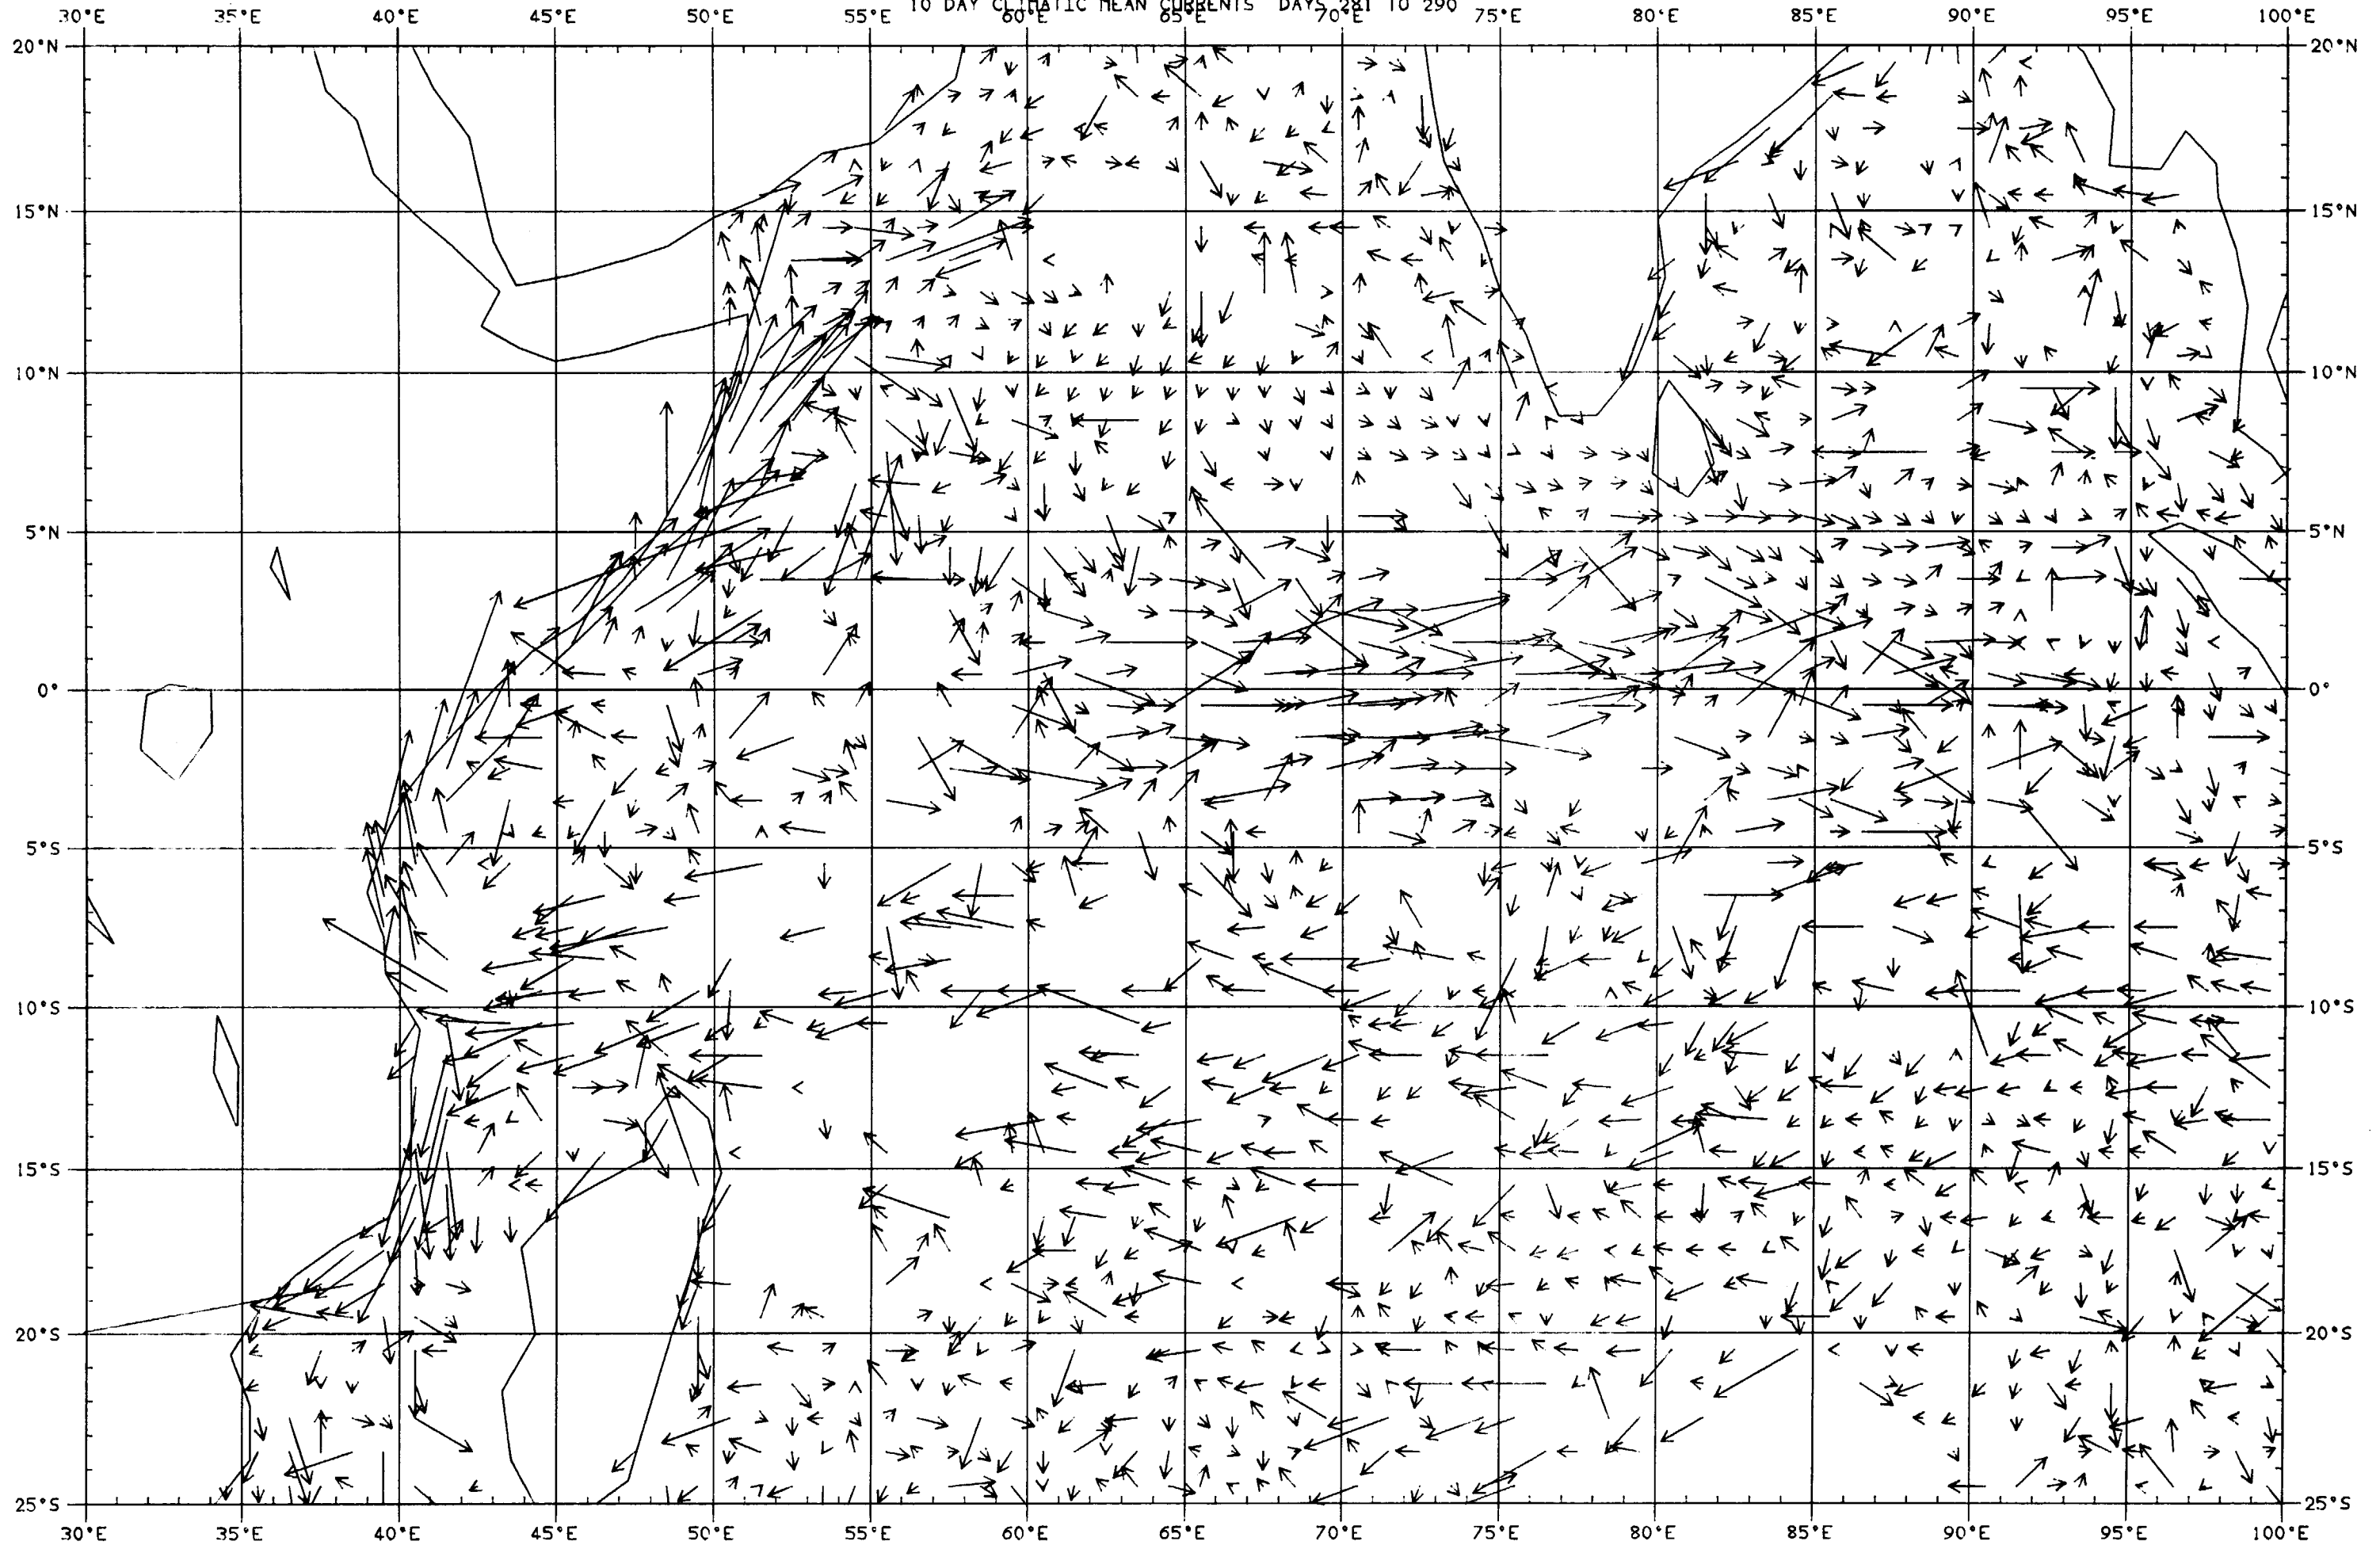 10 DAY CLIMATIC MEAN CURRENTS DAYS 281 TO 290
30°E 35°E 40°E 45°E 50°E 55°E 60°E 65°E 70°E 75°E 80°E 85°E 90°E 95°E 100°E
20°N 20°N
15°N 15°N
10°N 10°N
5°N 5°N
0° 0°
5°S 5°S
10°S 10°S
15°S 15°S
20°S 20°S
25°S 25°S
30°E 35°E 40°E 45°E 50°E 55°E 60°E 65°E 70°E 75°E 80°E 85°E 90°E 95°E 100°E